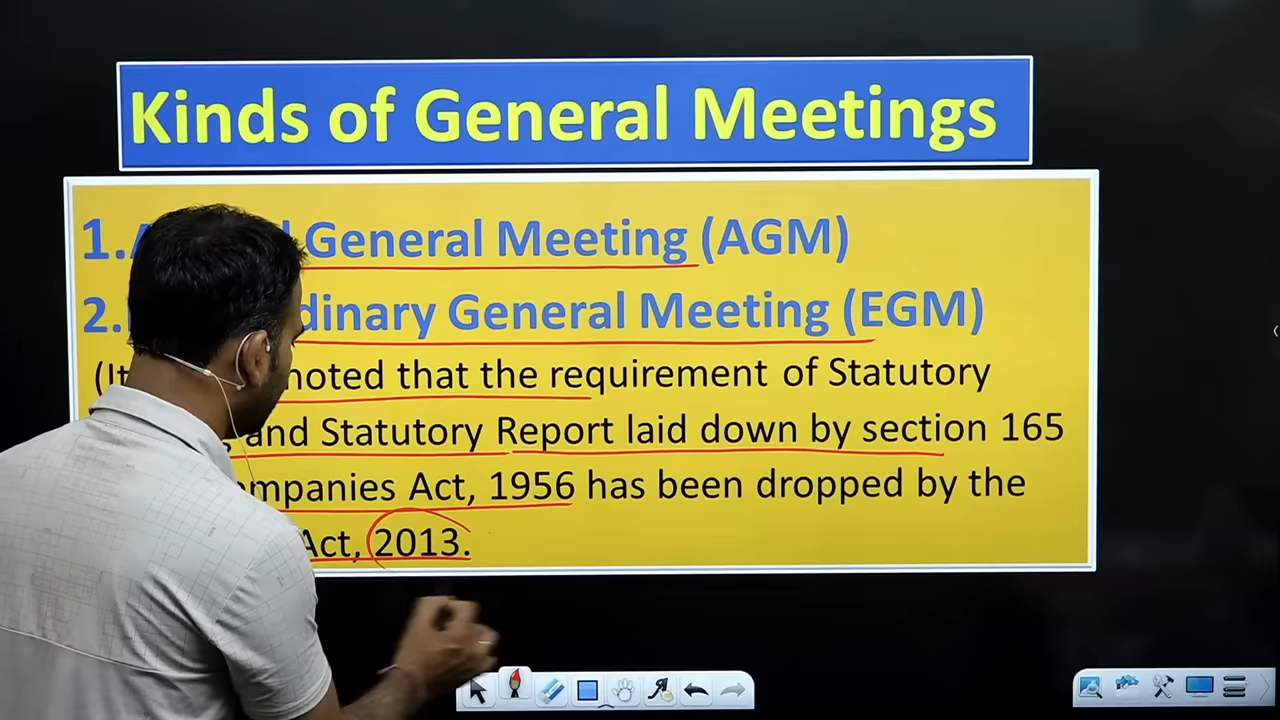 Kinds of General Meetings
1. General Meeting (AGM)
2. dinary General Meeting (EGM)
(It noted that the requirement of Statutory
and Statutory Report laid down by section 165
mpanies Act, 1956 has been dropped by the
Act, 2013.